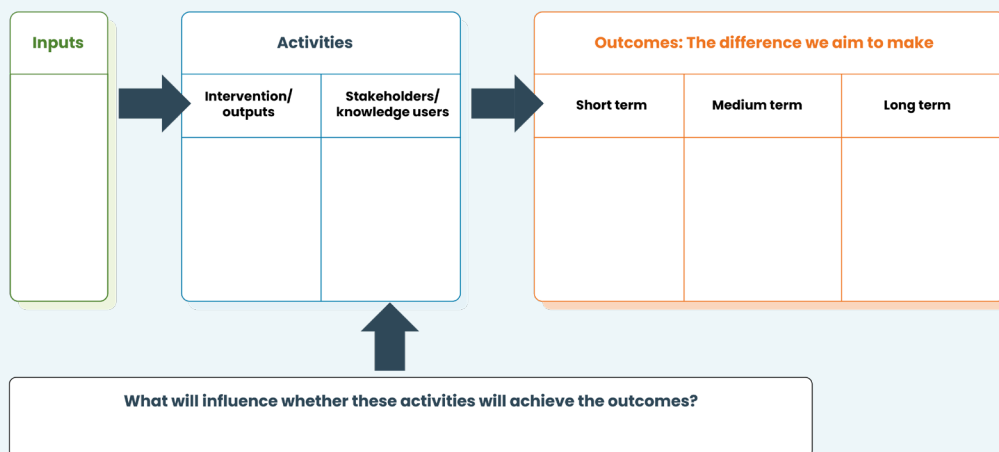 Inputs
Activities
Outcomes: The difference we aim to make
Intervention/
outputs
Stakeholders/
knowledge users
Short term
Medium term
Long term
What will influence whether these activities will achieve the outcomes?